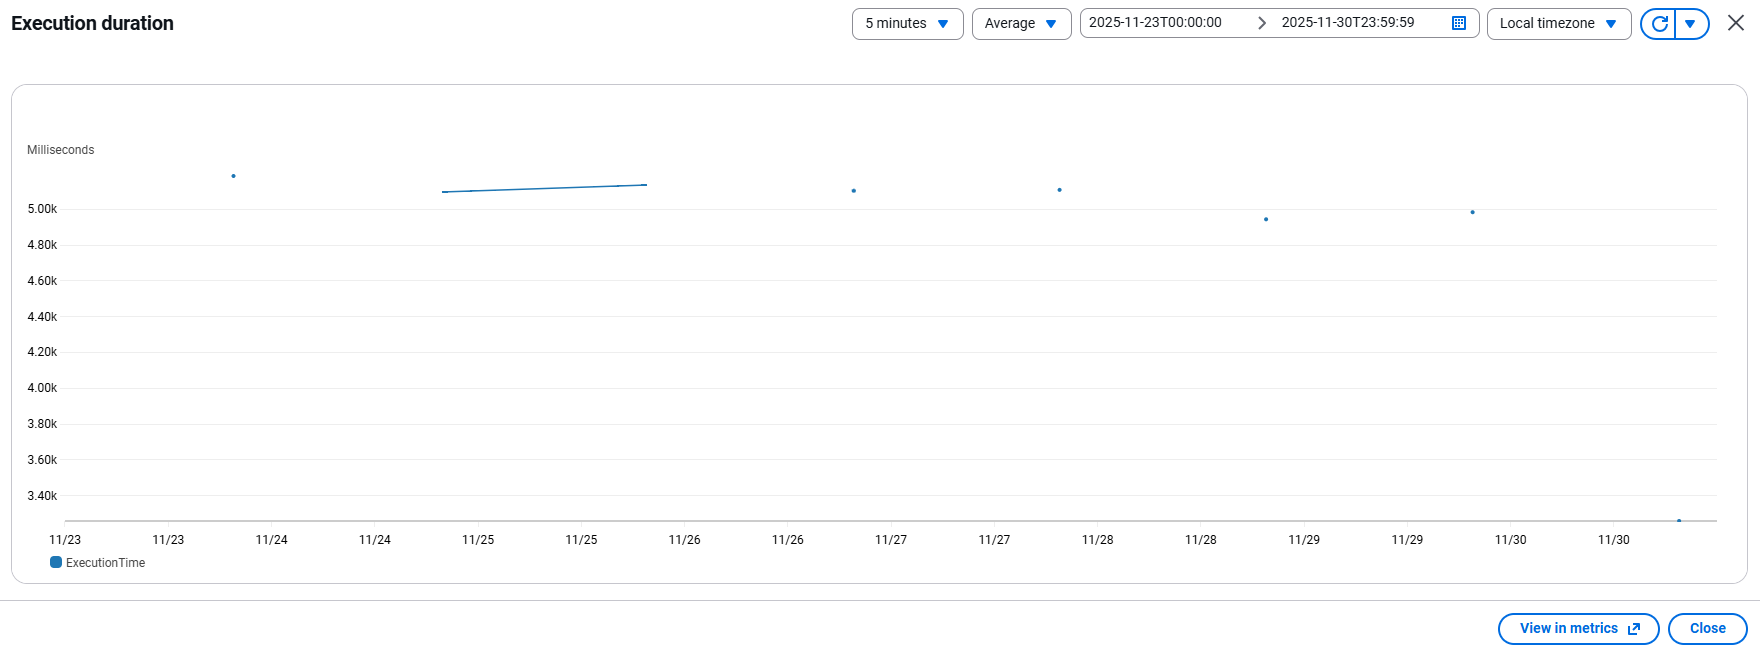 Execution duration
5 minutes
Average
2025-11-23T00:00:00
2025-11-30T23:59:59
Local timezone
Milliseconds
5.00k
4.80k
4.60k
4.40k
4.20k
4.00k
3.80k
3.60k
3.40k
11/23 11/23 11/24 11/24 11/25 11/25 11/26 11/26 11/27 11/27 11/28 11/28 11/29 11/29 11/30 11/30
ExecutionTime
View in metrics
Close